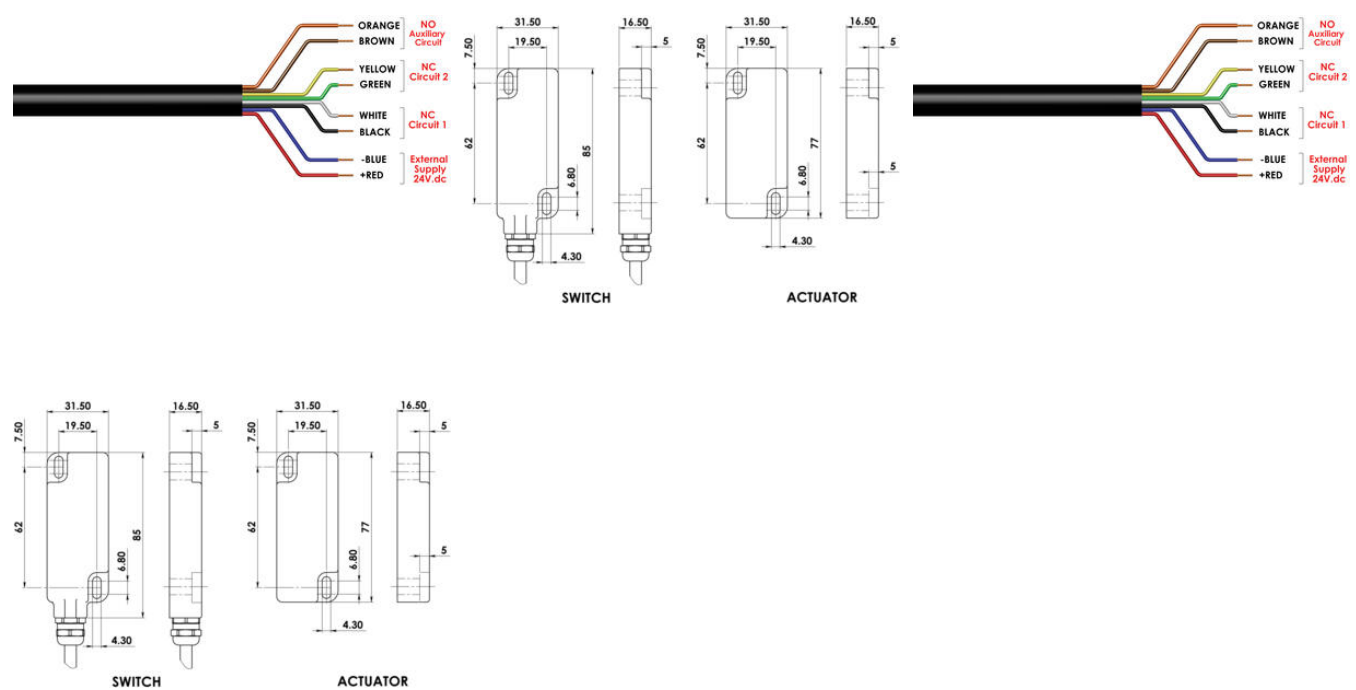 ORANGE
BROWN
NO
Auxiliary
Circuit
YELLOW
GREEN
NC
Circuit 2
WHITE
BLACK
NC
Circuit 1
-BLUE
+RED
External
Supply
24V.dc
31.50
19.50
7.50
62
85
6.80
4.30
16.50
5
SWITCH
31.50
19.50
7.50
62
77
6.80
4.30
16.50
5
5
ACTUATOR
ORANGE
BROWN
NO
Auxiliary
Circuit
YELLOW
GREEN
NC
Circuit 2
WHITE
BLACK
NC
Circuit 1
-BLUE
+RED
External
Supply
24V.dc
31.50
19.50
7.50
62
85
6.80
4.30
16.50
5
SWITCH
31.50
19.50
7.50
62
77
6.80
4.30
16.50
5
5
ACTUATOR